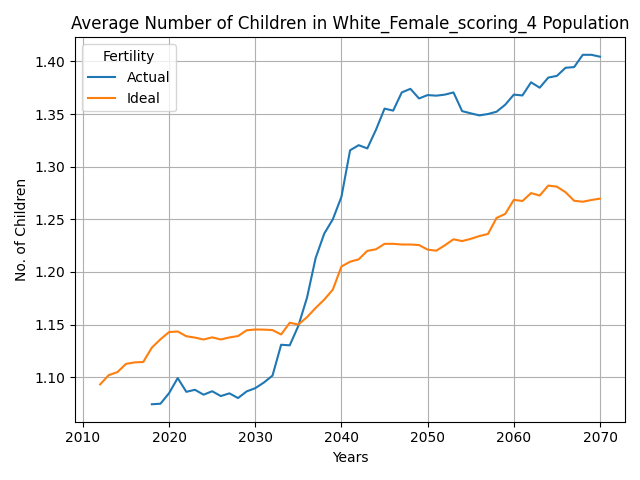 Average Number of Children in White_Female_scoring_4 Population
Fertility
Actual
Ideal
1.40
1.35
1.30
1.25
1.20
1.15
1.10
No. of Children
2010
2020
2030
2040
2050
2060
2070
Years